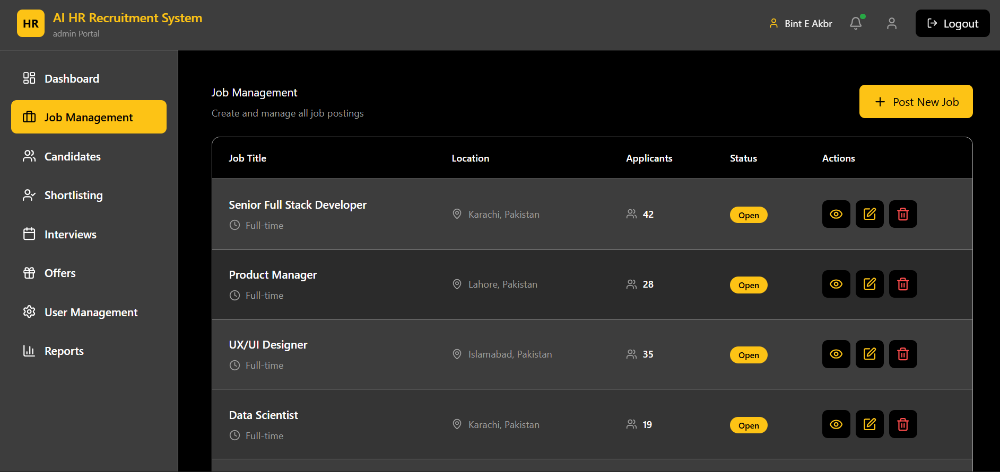 HR
AI HR Recruitment System
admin Portal
Bint E Akbr
Logout
Dashboard
Job Management
Candidates
Shortlisting
Interviews
Offers
User Management
Reports
Job Management
Create and manage all job postings
Post New Job
Job Title Location Applicants Status Actions
Senior Full Stack Developer
Full-time
Karachi, Pakistan
42
Open
Product Manager
Full-time
Lahore, Pakistan
28
Open
UX/UI Designer
Full-time
Islamabad, Pakistan
35
Open
Data Scientist
Full-time
Karachi, Pakistan
19
Open